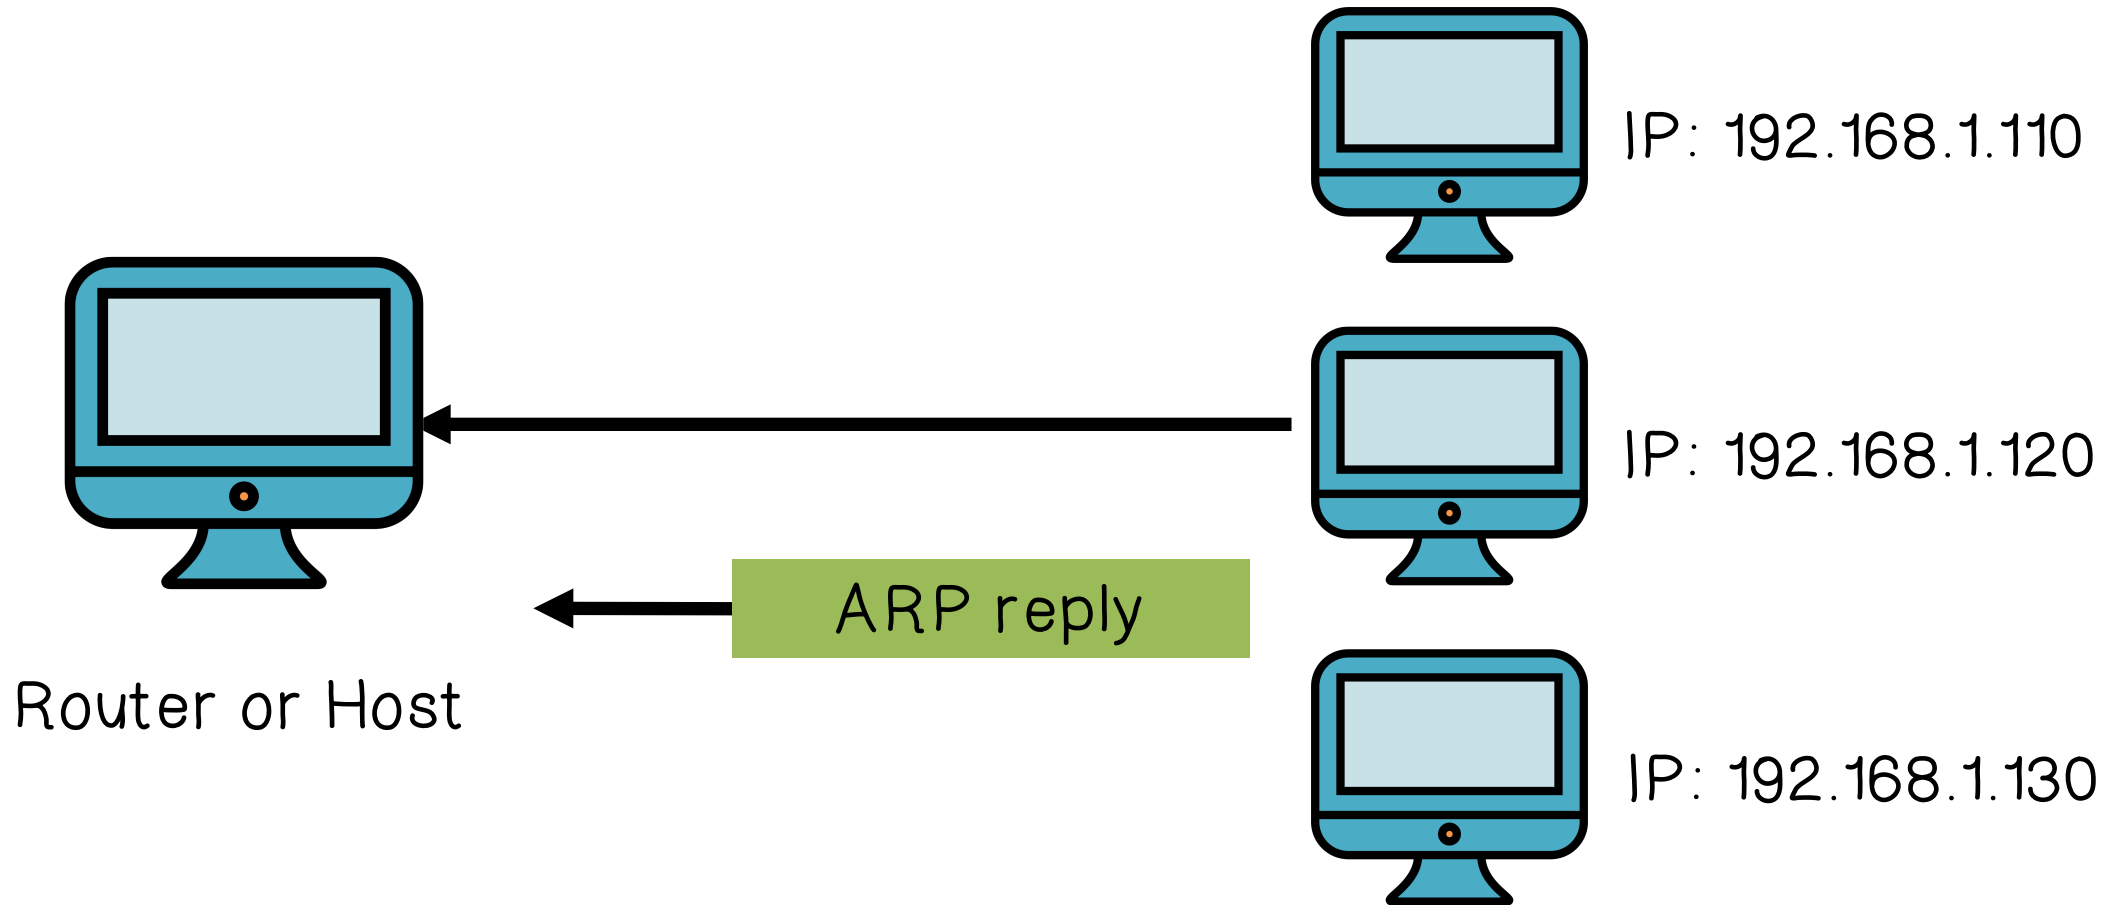 IP: 192.168.1.110
IP: 192.168.1.120
ARP reply
Router or Host
IP: 192.168.1.130